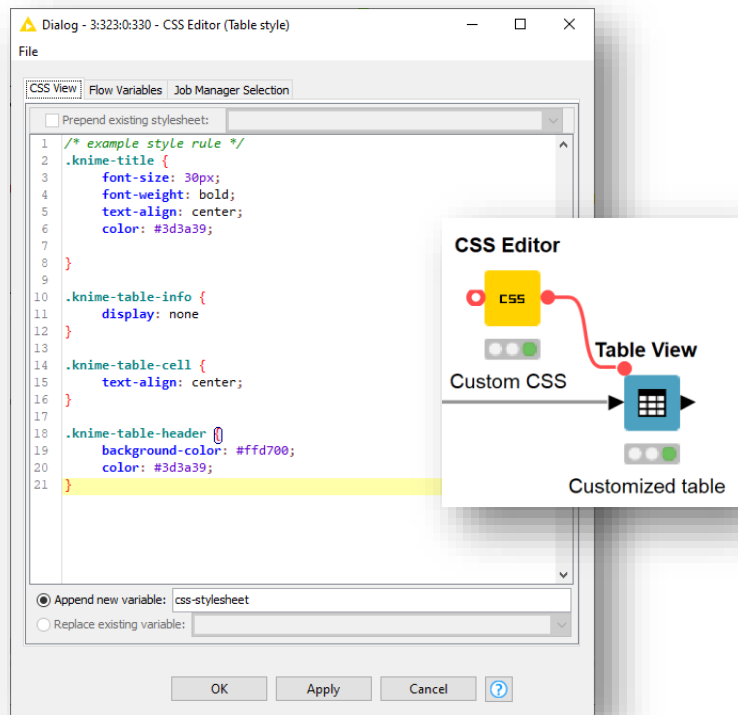 Dialog - 3:323:0:330 - CSS Editor (Table style)
File
CSS View Flow Variables Job Manager Selection
Prepend existing stylesheet:
1 /* example style rule */
2 .knime-title {
3 font-size: 30px;
4 font-weight: bold;
5 text-align: center;
6 color: #3d3a39;
7
8 }
9
10 .knime-table-info {
11 display: none
12 }
13
14 .knime-table-cell {
15 text-align: center;
16 }
17
18 .knime-table-header {
19 background-color: #ffd700;
20 color: #3d3a39;
21 }
Append new variable: css-stylesheet
Replace existing variable:
OK Apply Cancel ?
CSS Editor
CSS
Table View
Custom CSS
Customized table